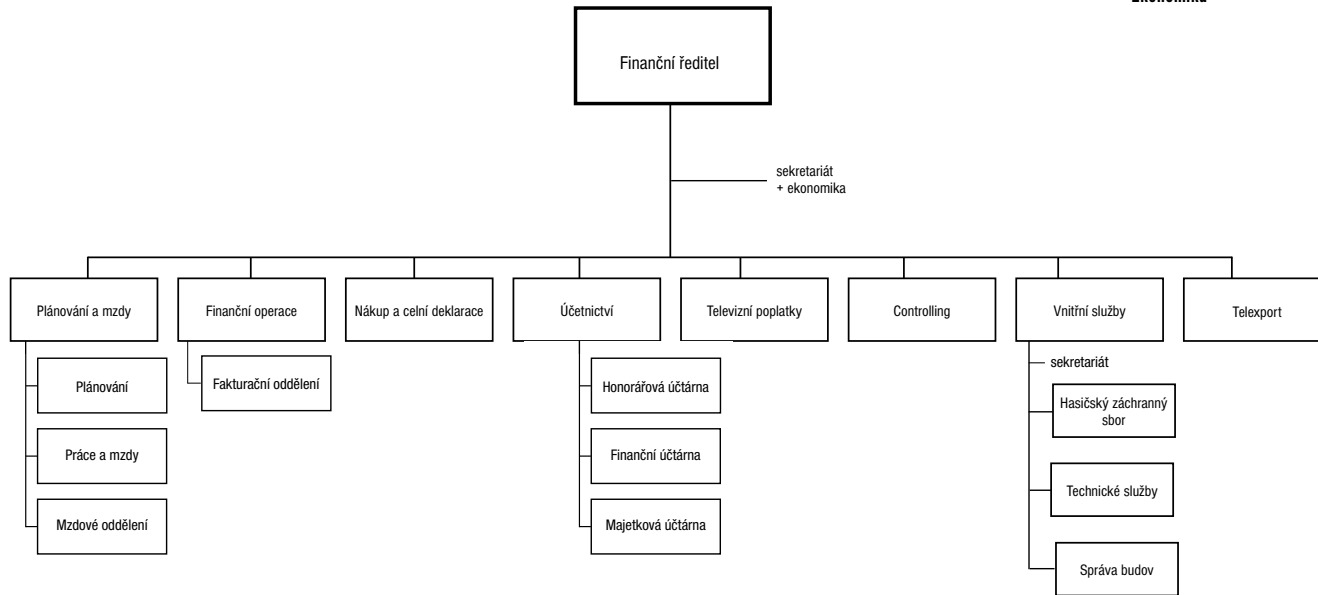 Ekonomika
Finanční ředitel
sekretariát
+ ekonomika
Plánování a mzdy
Finanční operace
Nákup a celní deklarace
Účetnictví
Televizní poplatky
Controlling
Vnitřní služby
Telexport
Plánování
Práce a mzdy
Mzdové oddělení
Fakturační oddělení
Honorářová účtárna
Finanční účtárna
Majetková účtárna
sekretariát
Hasičský záchranný
sbor
Technické služby
Správa budov